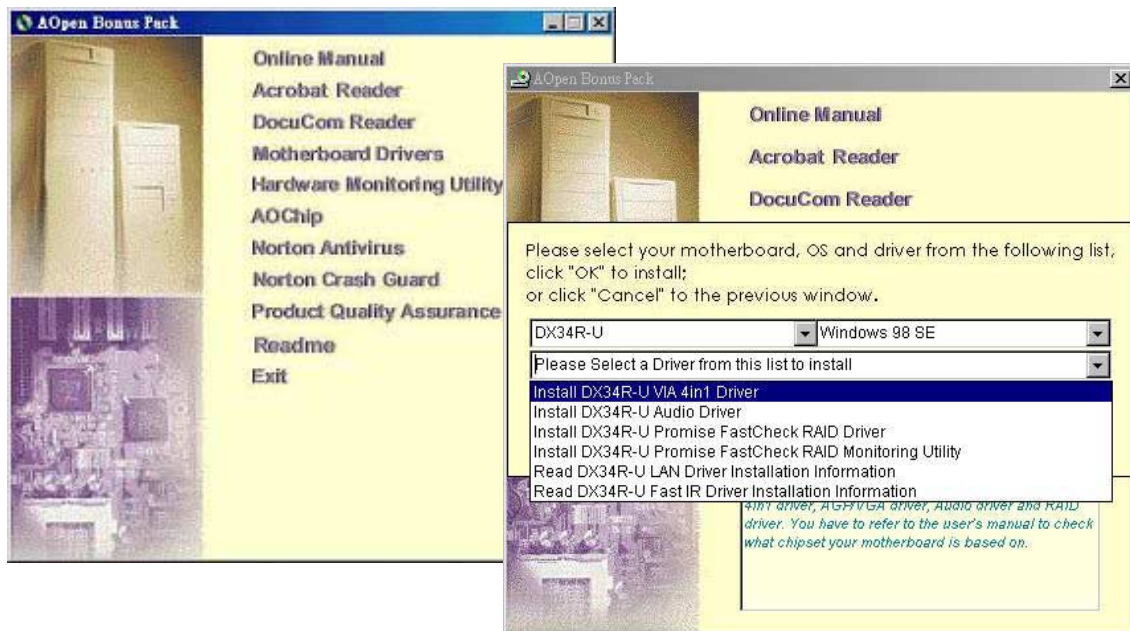 AOpen Bonus Pack
Online Manual
Acrobat Reader
DocuCom Reader
Motherboard Drivers
Hardware Monitoring Utility
AOChip
Norton Antivirus
Norton Crash Guard
Product Quality Assurance
Readme
Exit
AOpen Bonus Pack
Online Manual
Acrobat Reader
DocuCom Reader
Please select your motherboard, OS and driver from the following list,
click "OK" to install;
or click "Cancel" to the previous window.
DX34R-U
Windows 98 SE
Please Select a Driver from this list to install
Install DX34R-U VIA 4in1 Driver
Install DX34R-U Audio Driver
Install DX34R-U Promise FastCheck RAID Driver
Install DX34R-U Promise FastCheck RAID Monitoring Utility
Read DX34R-U LAN Driver Installation Information
Read DX34R-U Fast IR Driver Installation Information
4in1 driver, AGP/VGA driver, Audio driver and RAID
driver. You have to refer to the user's manual to check
what chipset your motherboard is based on.